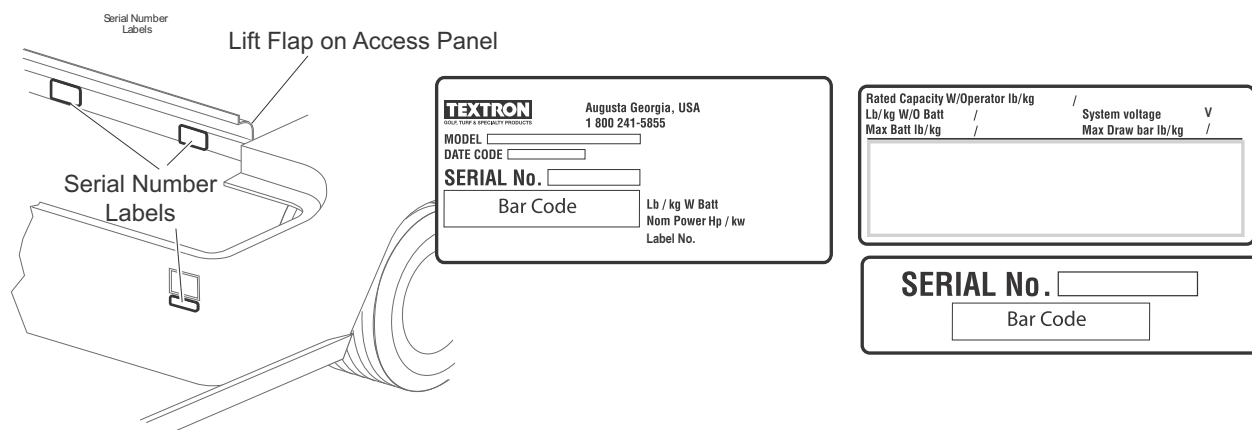 Serial Number
Labels
Lift Flap on Access Panel
Serial Number
Labels
TEXTRON
GOLF, TURF & SPECIALTY PRODUCTS
Augusta Georgia, USA
1 800 241-5855
MODEL
DATE CODE
SERIAL No.
Bar Code
Lb / kg W Batt
Nom Power Hp / kw
Label No.
Rated Capacity W/Operator lb/kg /
Lb/kg W/O Batt / System voltage V
Max Batt lb/kg / Max Draw bar lb/kg /
SERIAL No.
Bar Code